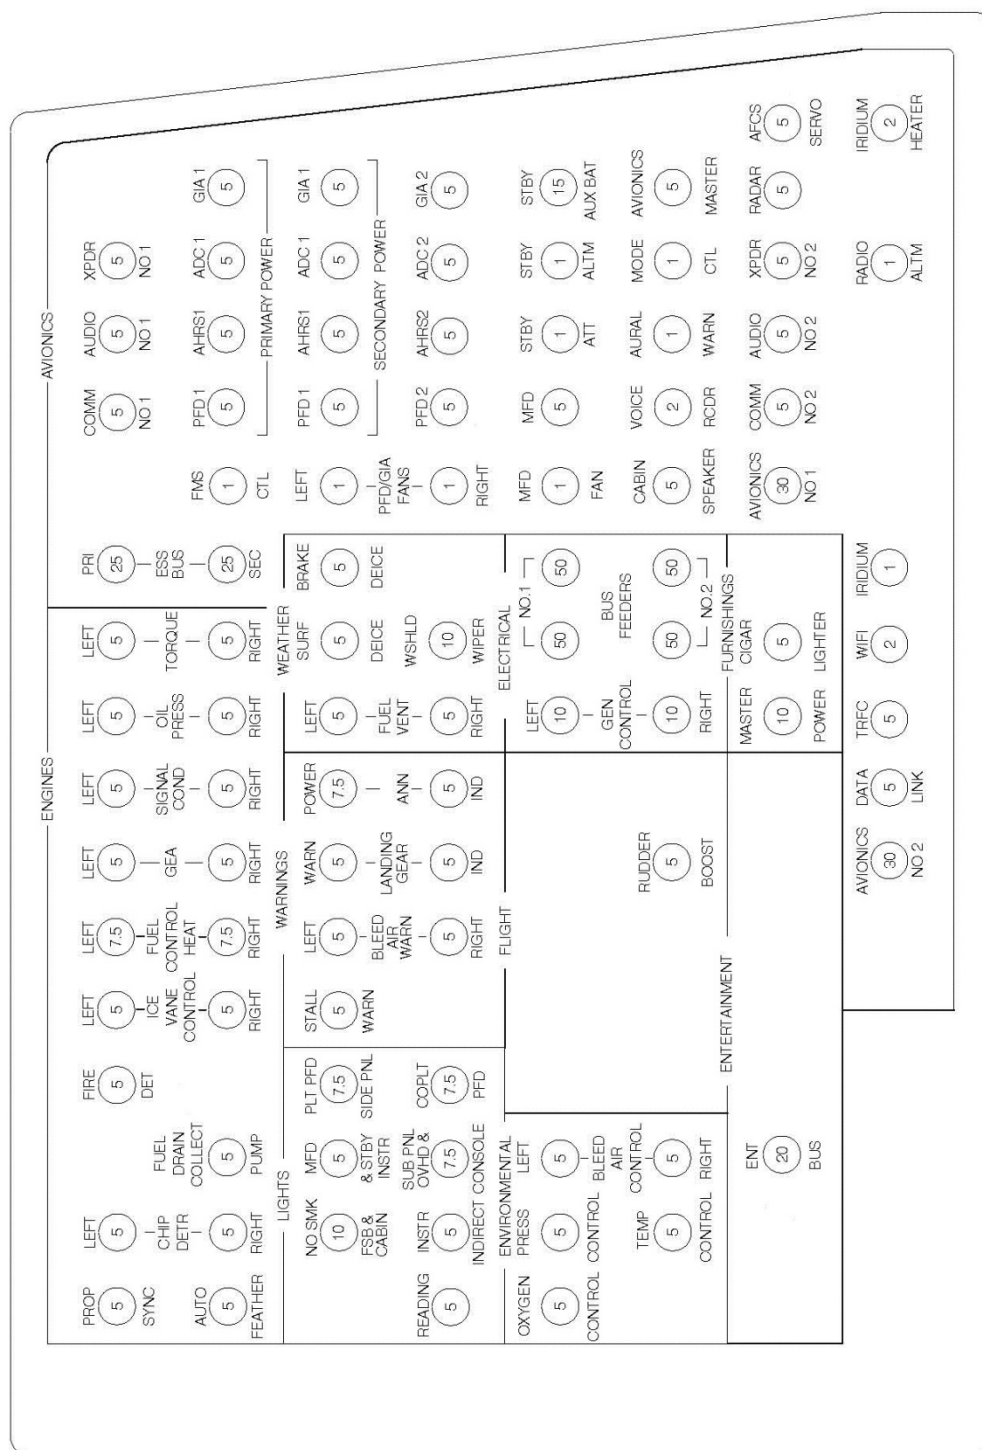 ENGINES AVIONICS
PROP LEFT FIRE LEFT LEFT LEFT LEFT LEFT LEFT PRI COMM AUDIO XPDR
5 5 5 5 7.5 5 5 5 5 25 5 5 5
SYNC DET NO 1 NO 1 NO 1
CHIP FUEL ICE FUEL SIGNAL OIL ESS
DETR DRAIN VANE CONTROL GEA COND PRESS TORQUE BUS
AUTO COLLECT CONTROL HEAT FMS PFD 1 AHRS1 ADC 1 GIA 1
5 5 5 5 7.5 5 5 5 5 25 1 5 5 5 5
FEATHER RIGHT PUMP RIGHT RIGHT RIGHT RIGHT RIGHT RIGHT SEC CTL
PRIMARY POWER
LIGHTS WARNINGS WEATHER
NO SMK MFD PLT PFD STALL LEFT WARN POWER LEFT SURF BRAKE LEFT PFD 1 AHRS1 ADC 1 GIA 1
10 5 7.5 5 5 5 7.5 5 5 5 1 5 5 5 5
FSB & & STBY SIDE PNL WARN BLEED LANDING FUEL DEICE DEICE PFD/GIA
CABIN INSTR AIR GEAR ANN VENT FANS
WARN
SECONDARY POWER
READING INSTR SUB PNL COPLT WSHLD PFD 2 AHRS2 ADC 2 GIA 2
OVHD &
5 5 7.5 7.5 5 5 5 5 10 1 5 5 5 5
INDIRECT CONSOLE PFD RIGHT IND IND RIGHT WIPER RIGHT
ENVIRONMENTAL FLIGHT ELECTRICAL
OXYGEN PRESS LEFT LEFT NO.1 MFD MFD STBY STBY STBY
5 5 5 10 50 50 1 5 1 1 15
CONTROL CONTROL BLEED GEN BUS FAN ATT ALTM AUX BAT
AIR CONTROL FEEDERS
TEMP CONTROL RUDDER CABIN VOICE AURAL MODE AVIONICS
5 5 5 10 50 50 5 2 1 1 5
CONTROL RIGHT BOOST RIGHT NO.2 SPEAKER RCDR WARN CTL MASTER
ENTERTAINMENT FURNISHINGS
ENT MASTER CIGAR AVIONICS COMM AUDIO XPDR RADAR AFCS
20 10 5 30 5 5 5 5 5
BUS POWER LIGHTER NO 1 NO 2 NO 2 NO 2 SERVO
AVIONICS DATA TRFC WIFI IRIDIUM RADIO IRIDIUM
30 5 5 2 1 1 2
NO 2 LINK ALTM HEATER